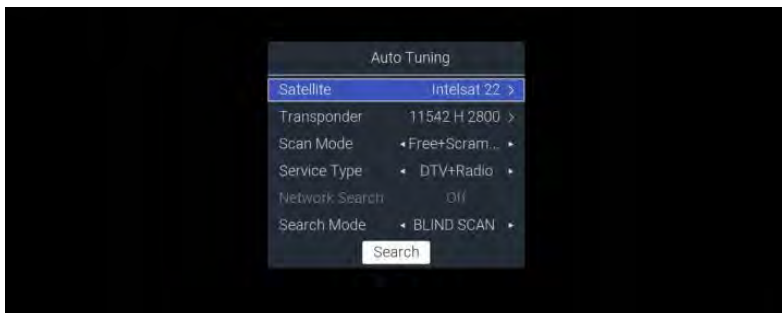 Auto Tuning
Satellite Intelsat 22 >
Transponder 11542 H 2800 >
Scan Mode Free+Scram...
Service Type DTV+Radio
Network Search Off
Search Mode BLIND SCAN
Search